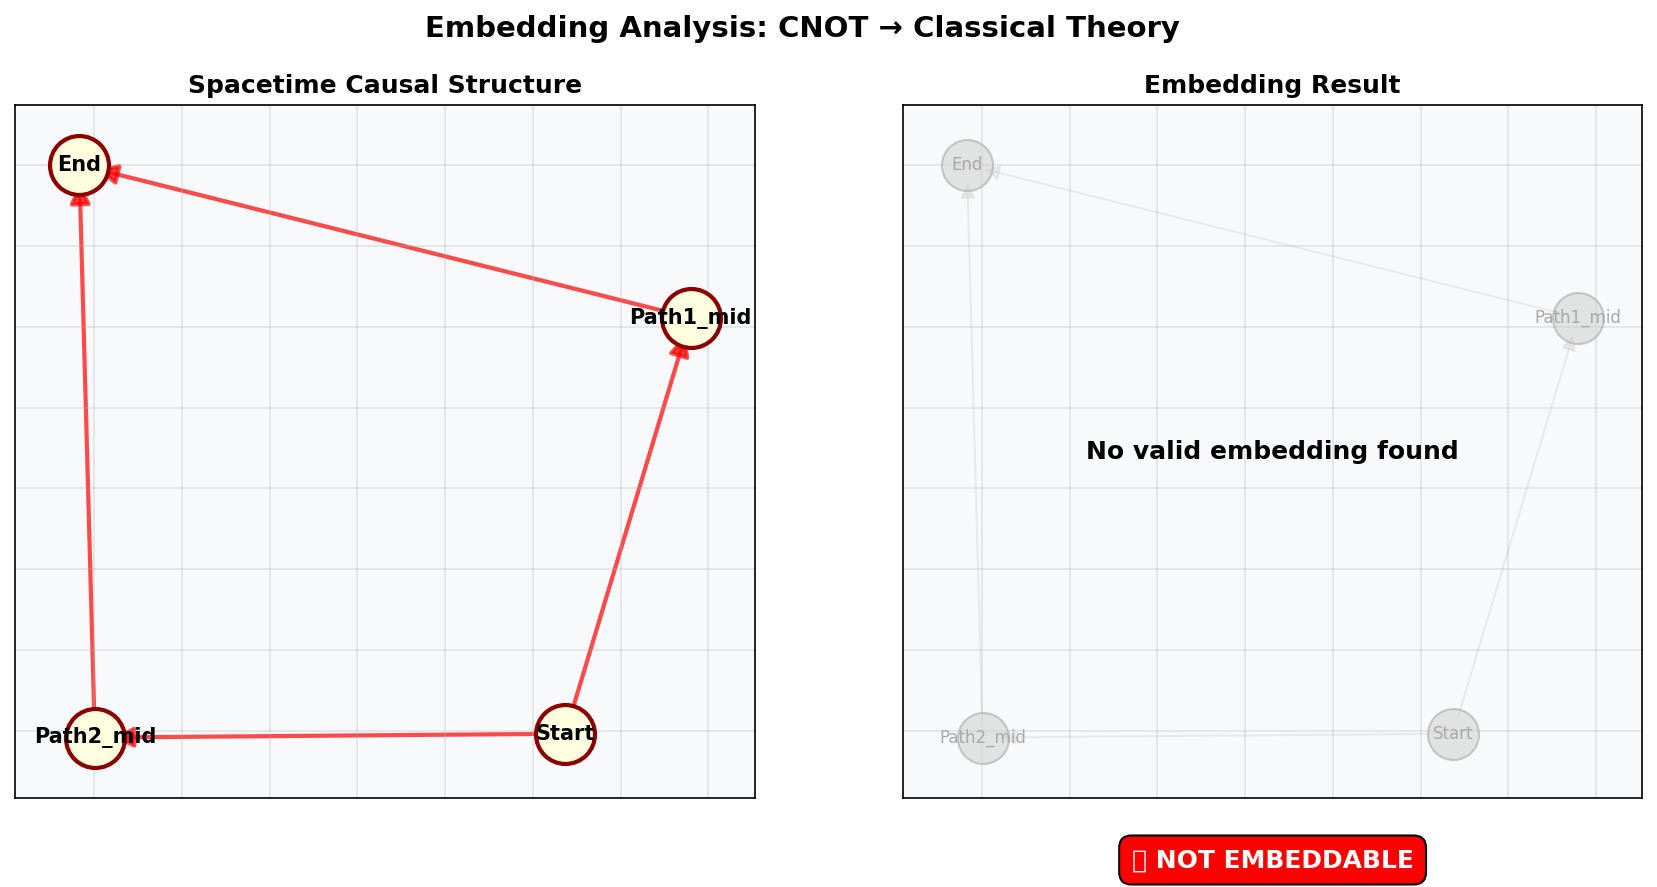 Embedding Analysis: CNOT → Classical Theory
Spacetime Causal Structure
End
Path1_mid
Path2_mid
Start
Embedding Result
End
Path1_mid
No valid embedding found
Path2_mid
Start
NOT EMBEDDABLE